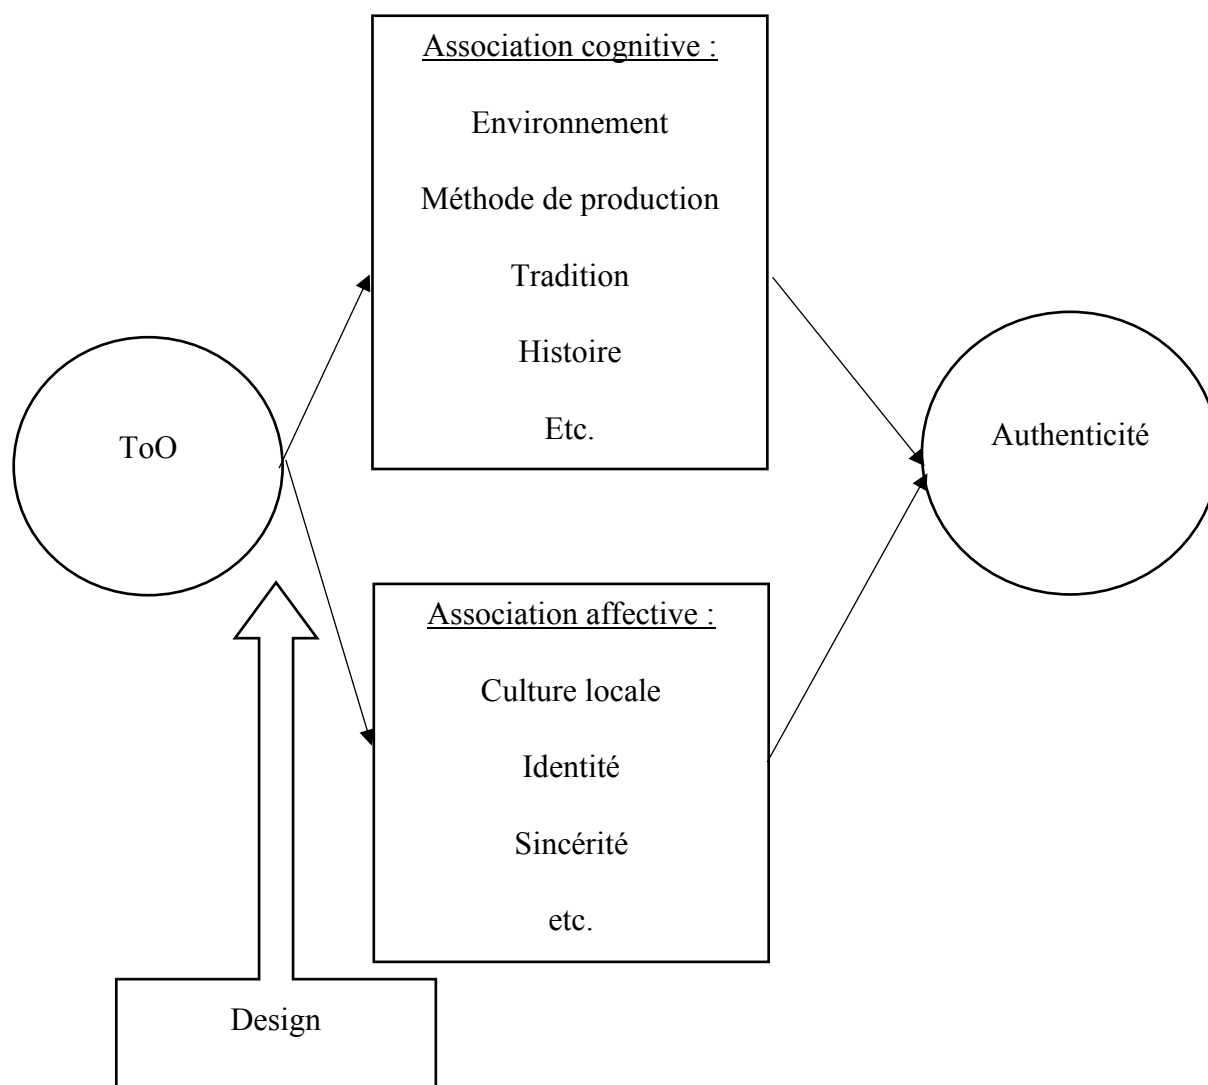 Association cognitive :
Environnement
Méthode de production
Tradition
Histoire
Etc.
ToO
Authenticité
Association affective :
Culture locale
Identité
Sincérité
etc.
Design